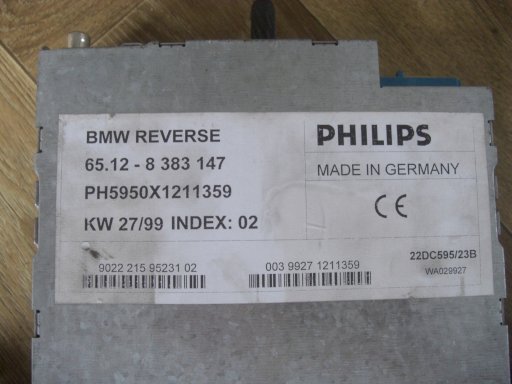 BMW REVERSE
65.12 - 8 383 147
PH5950X1211359
KW 27/99 INDEX: 02
PHILIPS
MADE IN GERMANY
CE
9022 215 95231 02
003 9927 1211359
22DC595/23B
WA029927